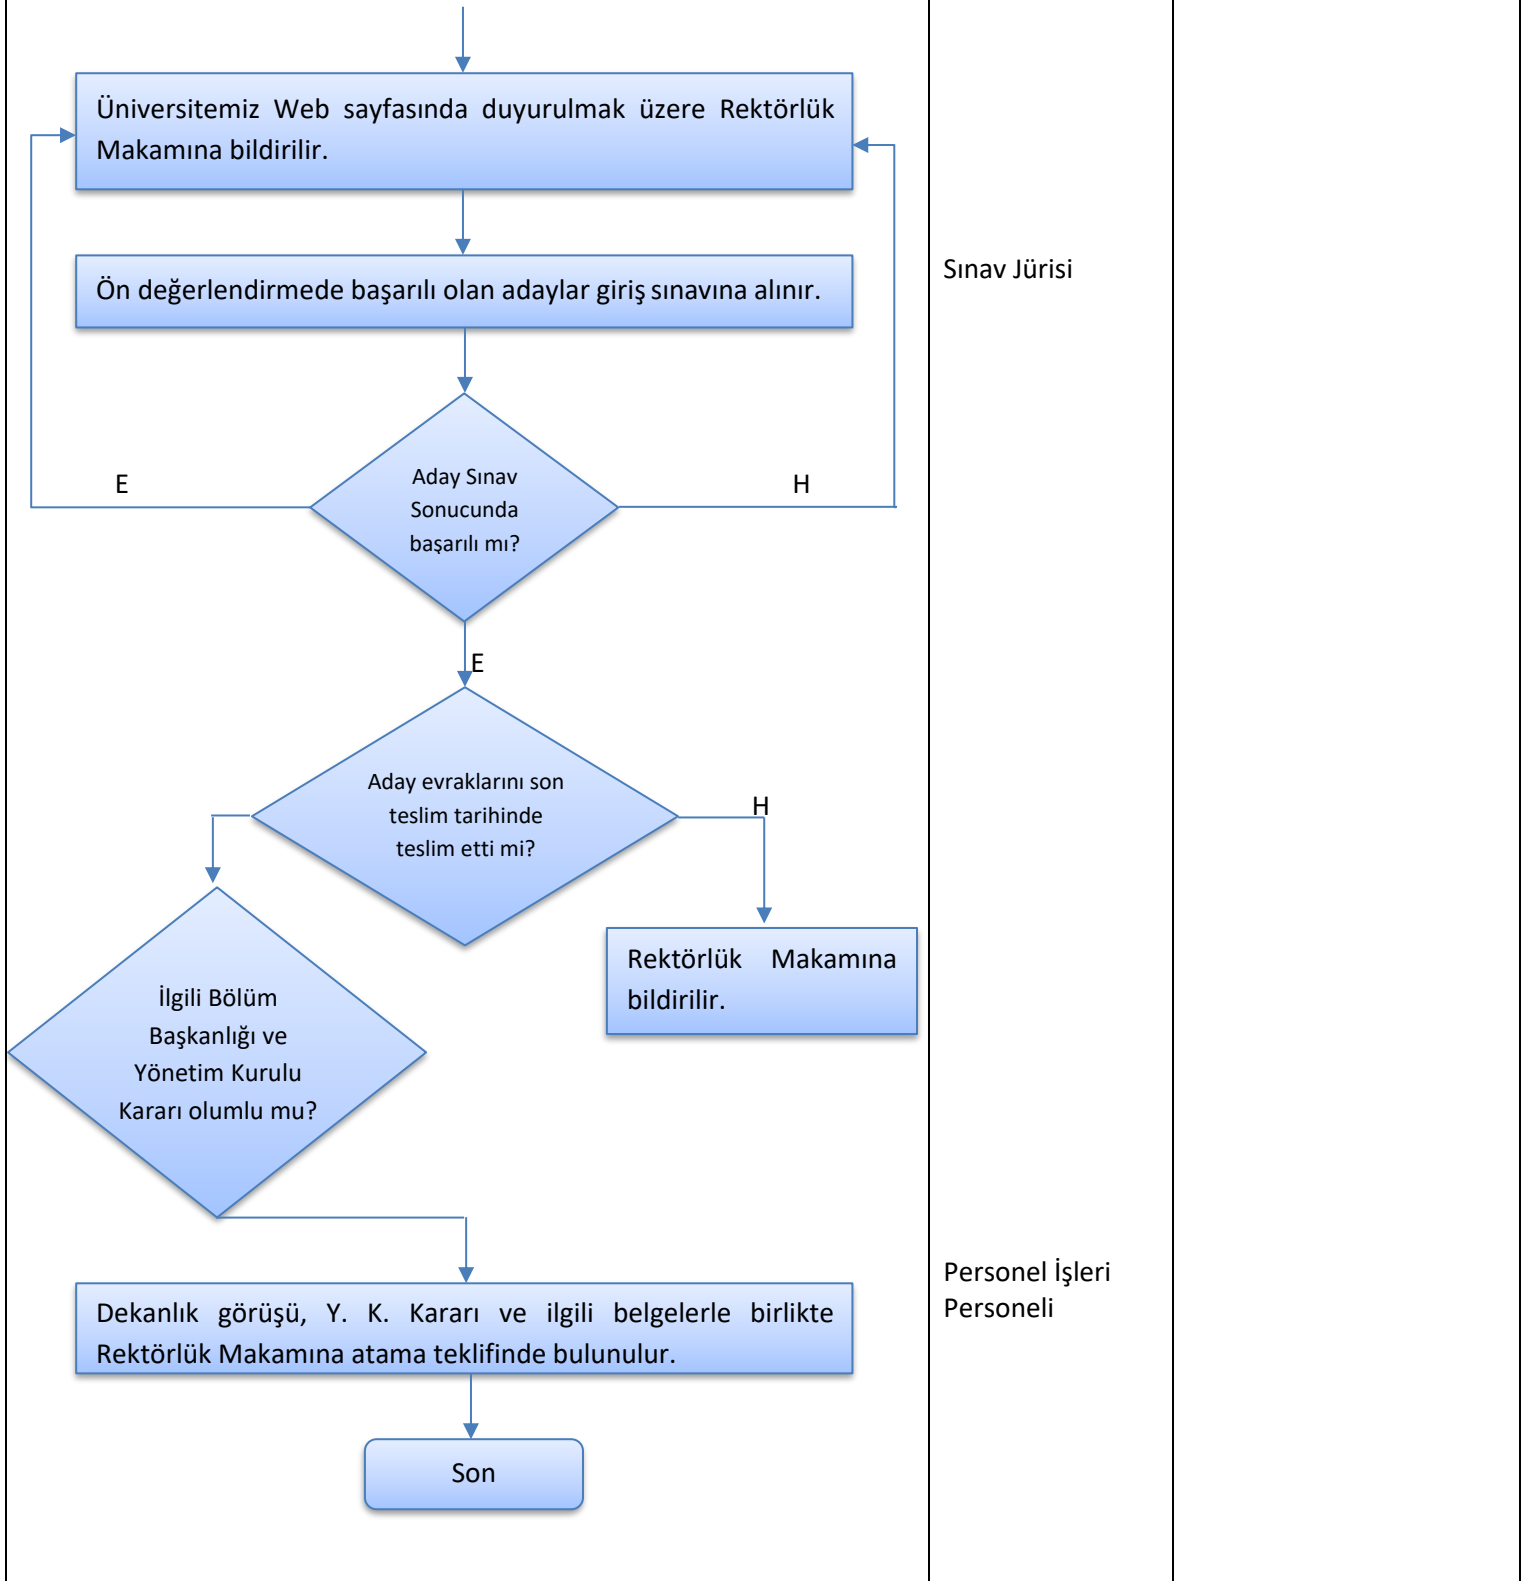 Üniversitemiz Web sayfasında duyurulmak üzere Rektörlük
Makamına bildirilir.
Ön değerlendirmede başarılı olan adaylar giriş sınavına alınır.
Sınav Jürisi
Aday Sınav
Sonucunda
başarılı mı?
E
H
E
Aday evraklarını son
teslim tarihinde
teslim etti mi?
H
Rektörlük Makamına
bildirilir.
İlgili Bölüm
Başkanlığı ve
Yönetim Kurulu
Kararı olumlu mu?
Personel İşleri
Personeli
Dekanlık görüşü, Y. K. Kararı ve ilgili belgelerle birlikte
Rektörlük Makamına atama teklifinde bulunulur.
Son